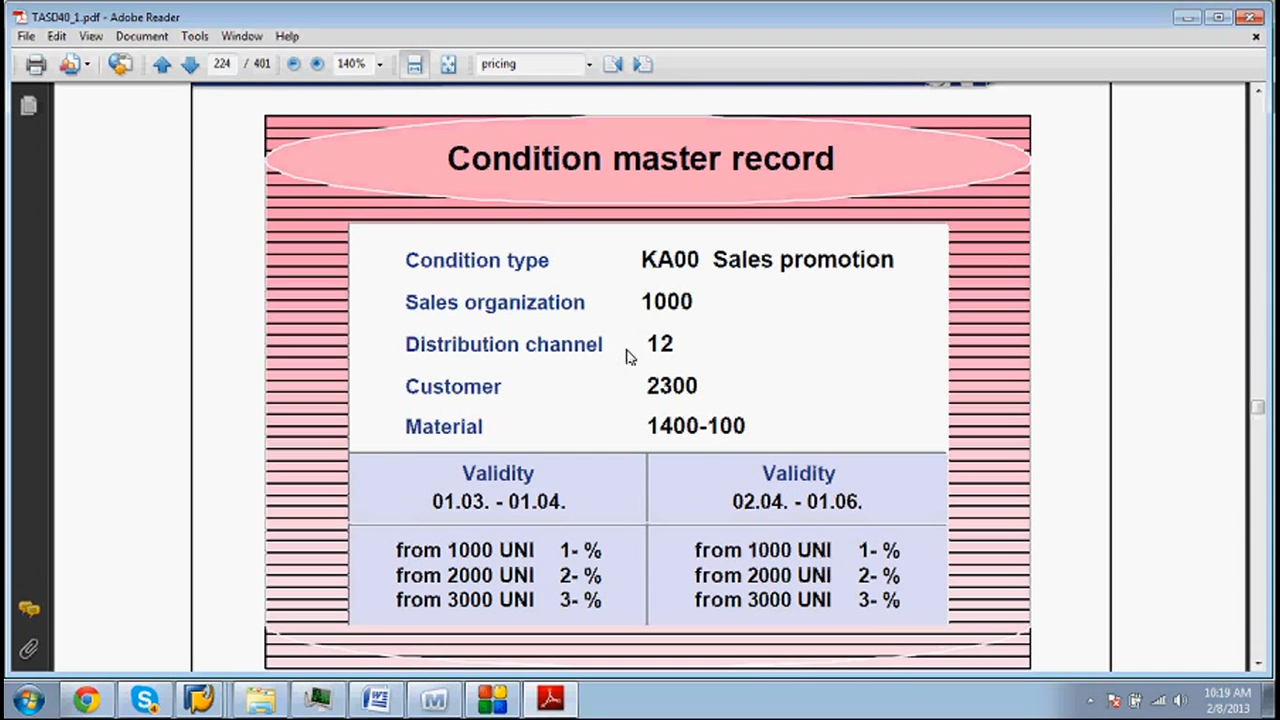 TASD40_1.pdf - Adobe Reader
File Edit View Document Tools Window Help
224 / 401 140% pricing
Condition master record
Condition type KA00 Sales promotion
Sales organization 1000
Distribution channel 12
Customer 2300
Material 1400-100
Validity Validity
01.03. - 01.04. 02.04. - 01.06.
from 1000 UNI 1- % from 1000 UNI 1- %
from 2000 UNI 2- % from 2000 UNI 2- %
from 3000 UNI 3- % from 3000 UNI 3- %
10:19 AM
2/8/2013